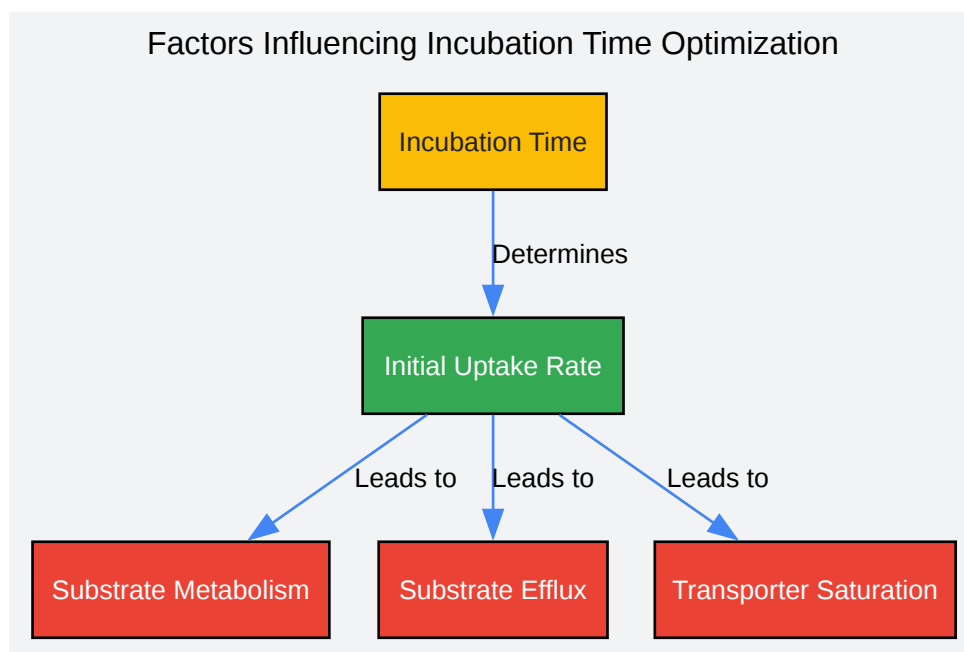 Factors Influencing Incubation Time Optimization
Incubation Time
Determines
Initial Uptake Rate
Leads to
Leads to
Leads to
Substrate Metabolism
Substrate Efflux
Transporter Saturation